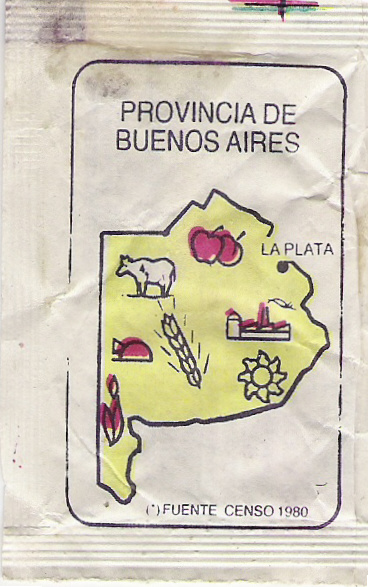 PROVINCIA DE
BUENOS AIRES
LA PLATA
(*) FUENTE CENSO 1980